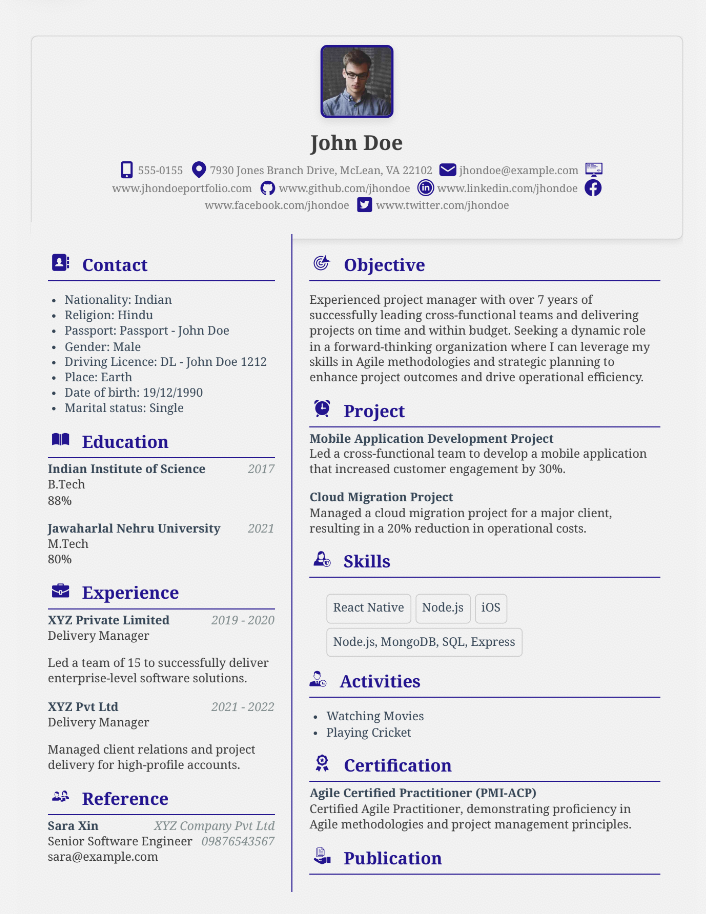 John Doe
555-0155 7930 Jones Branch Drive, McLean, VA 22102 jhondoe@example.com
www.jhondoeportfolio.com www.github.com/jhondoe www.linkedin.com/jhondoe
www.facebook.com/jhondoe www.twitter.com/jhondoe
Contact
• Nationality: Indian
• Religion: Hindu
• Passport: Passport - John Doe
• Gender: Male
• Driving Licence: DL - John Doe 1212
• Place: Earth
• Date of birth: 19/12/1990
• Marital status: Single
Education
Indian Institute of Science 2017
B.Tech
88%
Jawaharlal Nehru University 2021
M.Tech
80%
Experience
XYZ Private Limited 2019 - 2020
Delivery Manager
Led a team of 15 to successfully deliver
enterprise-level software solutions.
XYZ Pvt Ltd 2021 - 2022
Delivery Manager
Managed client relations and project
delivery for high-profile accounts.
Reference
Sara Xin XYZ Company Pvt Ltd
Senior Software Engineer 09876543567
sara@example.com
Objective
Experienced project manager with over 7 years of
successfully leading cross-functional teams and delivering
projects on time and within budget. Seeking a dynamic role
in a forward-thinking organization where I can leverage my
skills in Agile methodologies and strategic planning to
enhance project outcomes and drive operational efficiency.
Project
Mobile Application Development Project
Led a cross-functional team to develop a mobile application
that increased customer engagement by 30%.
Cloud Migration Project
Managed a cloud migration project for a major client,
resulting in a 20% reduction in operational costs.
Skills
React Native Node.js iOS
Node.js, MongoDB, SQL, Express
Activities
• Watching Movies
• Playing Cricket
Certification
Agile Certified Practitioner (PMI-ACP)
Certified Agile Practitioner, demonstrating proficiency in
Agile methodologies and project management principles.
Publication